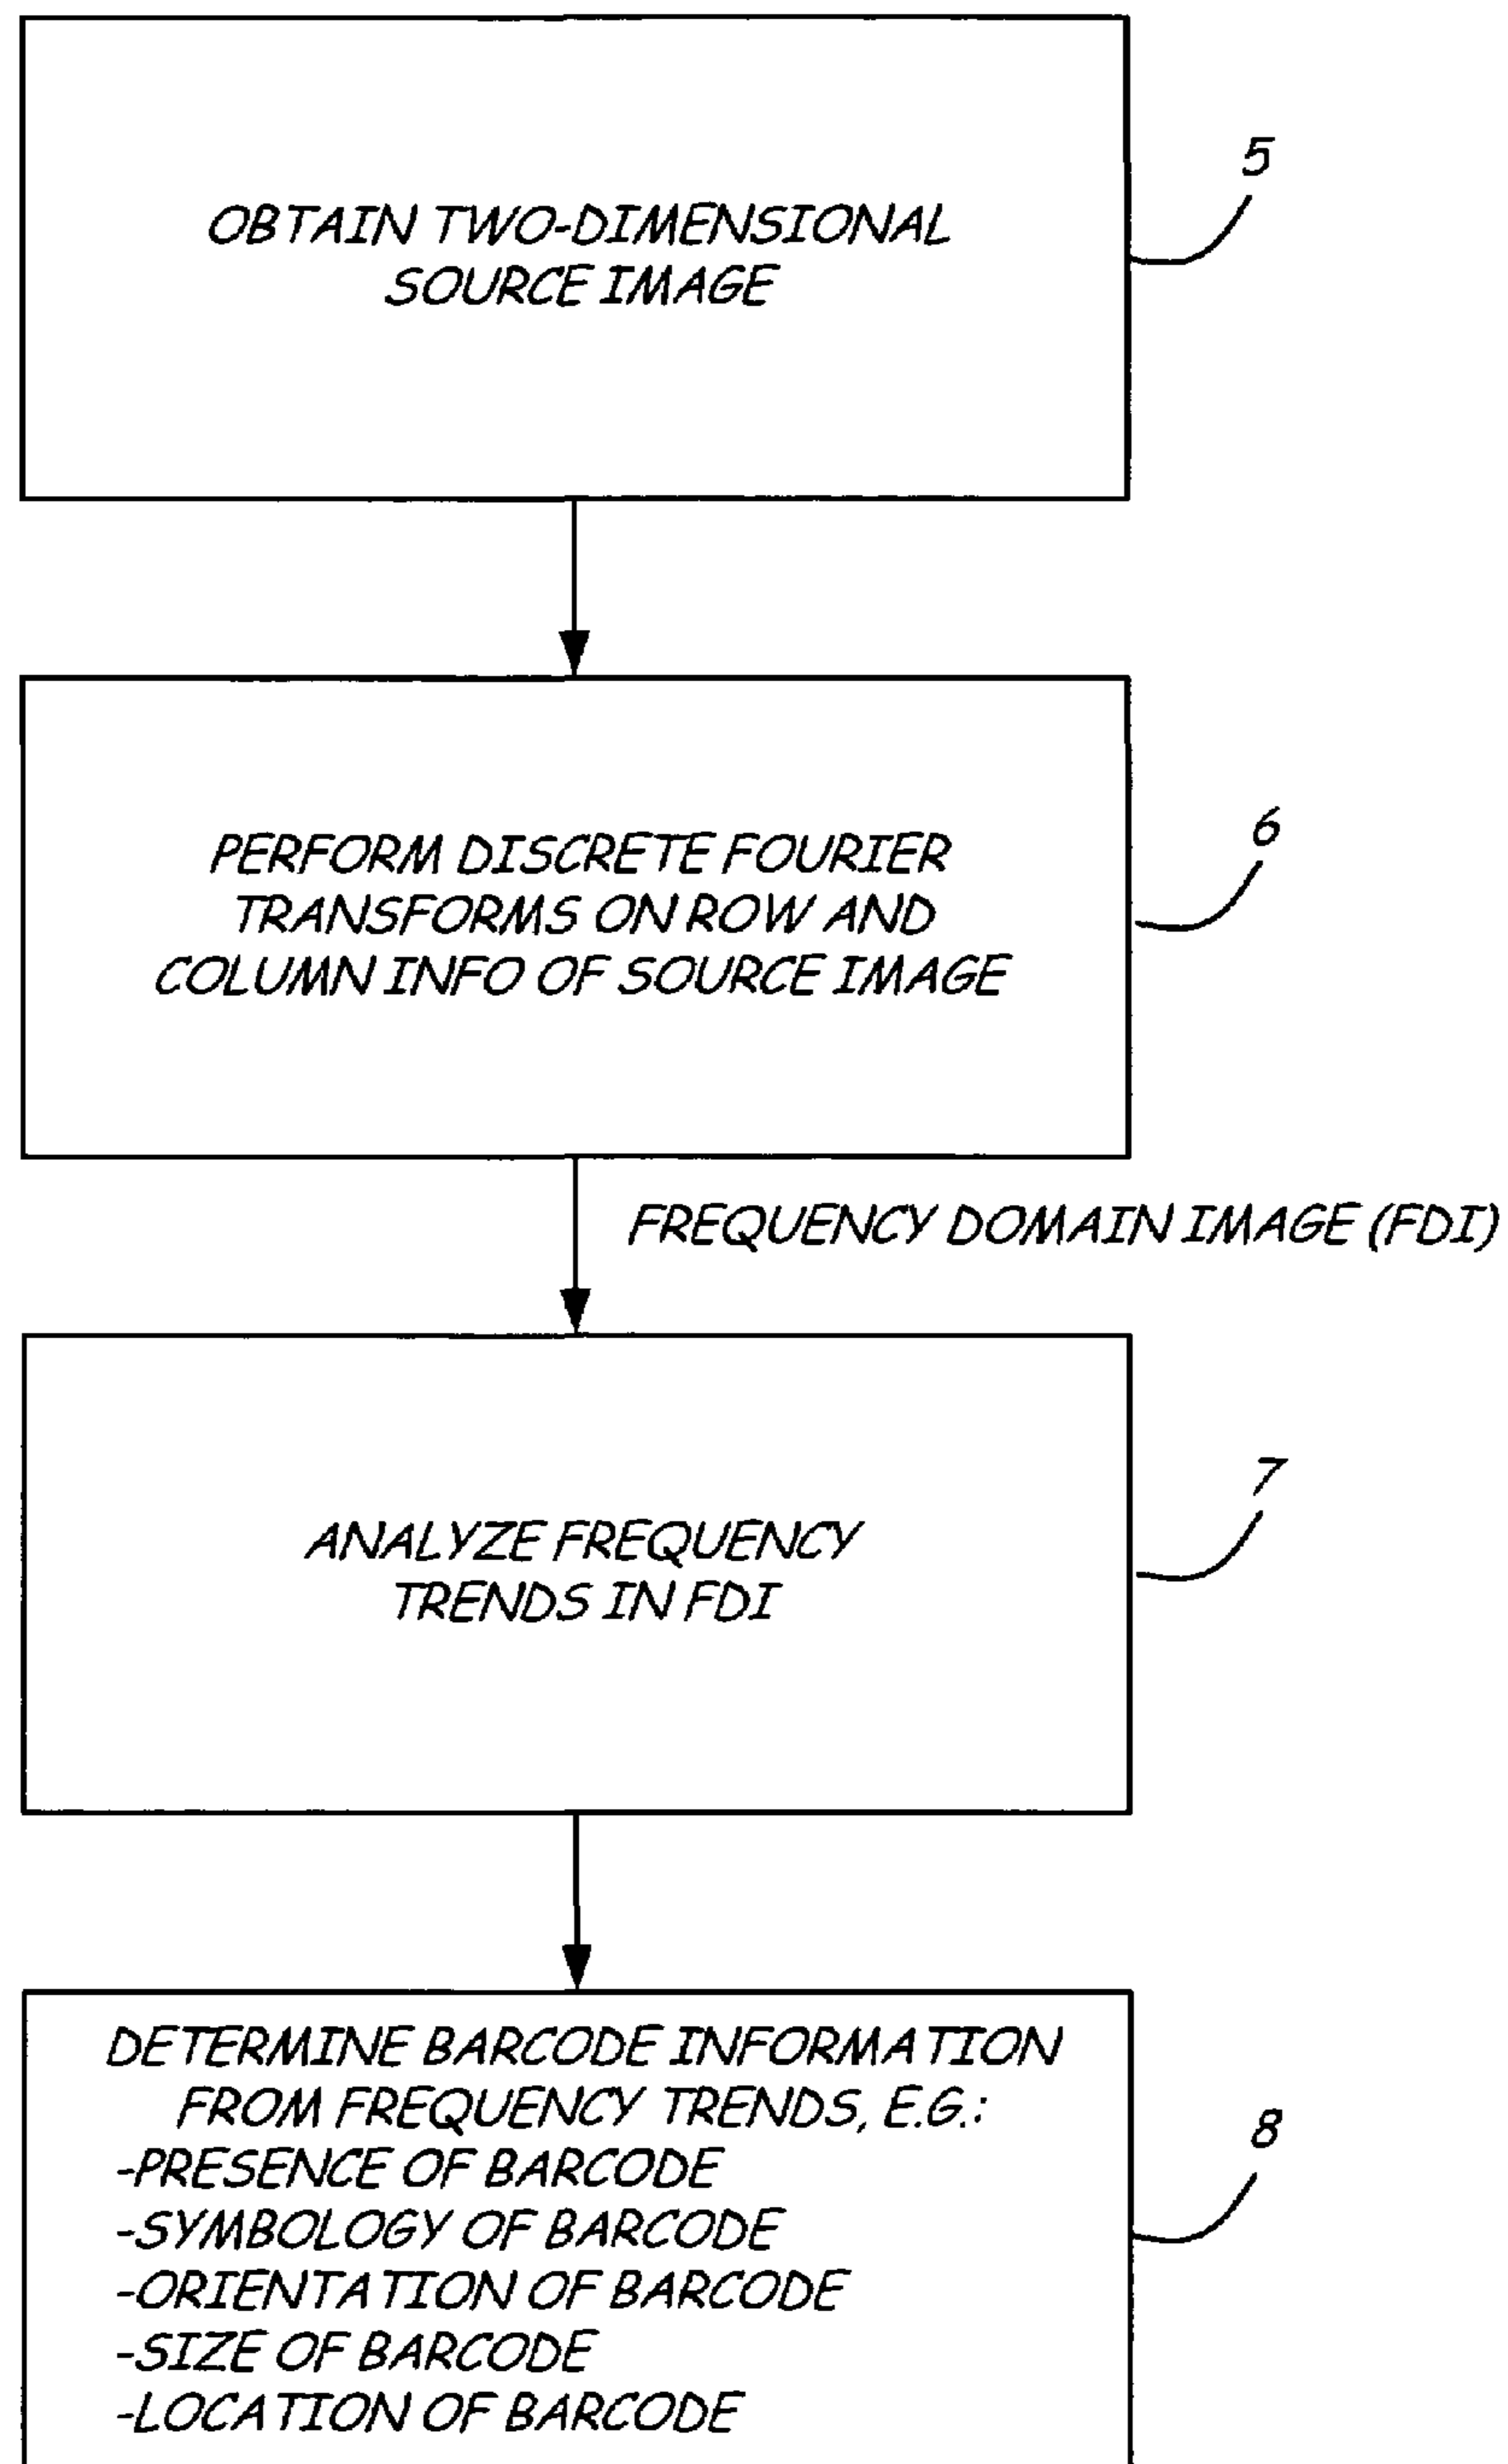 OBTAIN TWO-DIMENSIONAL
SOURCE IMAGE
5
PERFORM DISCRETE FOURIER
TRANSFORMS ON ROW AND
COLUMN INFO OF SOURCE IMAGE
6
FREQUENCY DOMAIN IMAGE (FDI)
ANALYZE FREQUENCY
TRENDS IN FDI
7
DETERMINE BARCODE INFORMATION
FROM FREQUENCY TRENDS, E.G.:
-PRESENCE OF BARCODE
-SYMBOLOGY OF BARCODE
-ORIENTATION OF BARCODE
-SIZE OF BARCODE
-LOCATION OF BARCODE
8